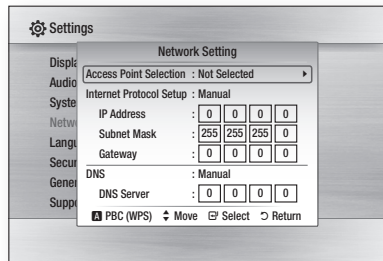 Settings
Network Setting
Access Point Selection : Not Selected
Internet Protocol Setup : Manual
IP Address : 0 0 0 0
Subnet Mask : 255 255 255 0
Gateway : 0 0 0 0
DNS : Manual
DNS Server : 0 0 0 0
A PBC (WPS) Move Select Return
Displa
Audio
Syste
Netw
Langu
Secur
Gener
Suppo